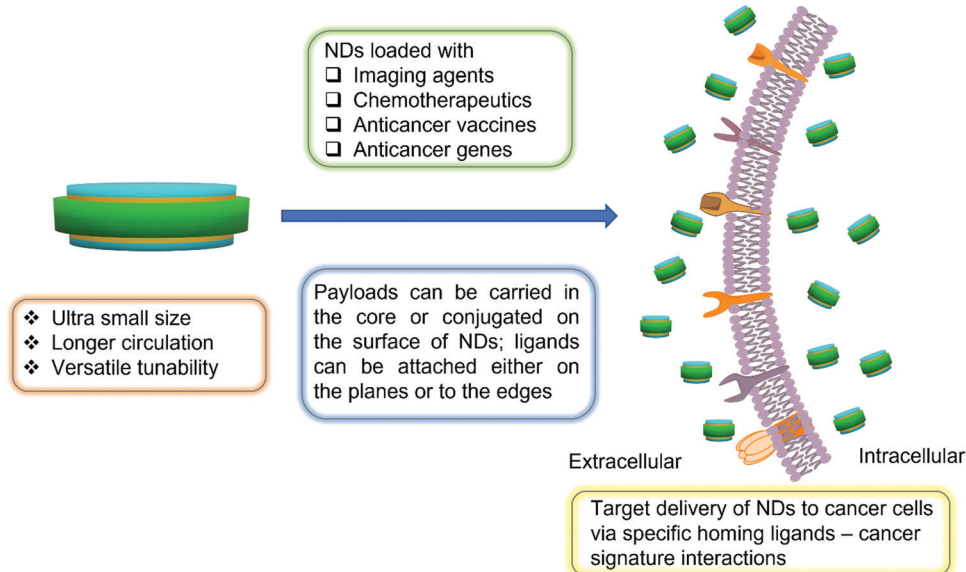 NDs loaded with
❑ Imaging agents
❑ Chemotherapeutics
❑ Anticancer vaccines
❑ Anticancer genes
❖ Ultra small size
❖ Longer circulation
❖ Versatile tunability
Payloads can be carried in
the core or conjugated on
the surface of NDs; ligands
can be attached either on
the planes or to the edges
Extracellular
Intracellular
Target delivery of NDs to cancer cells
via specific homing ligands – cancer
signature interactions